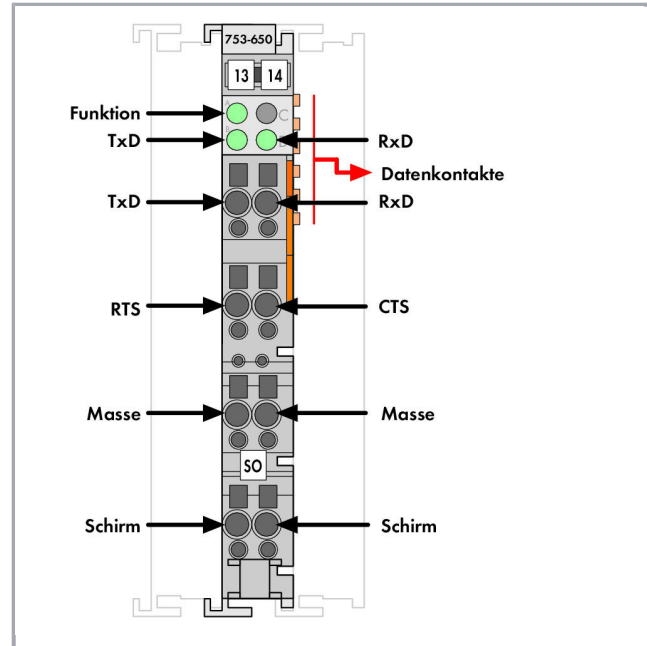 753-650
13 14
A C
Funktion
TxD RxD
B
Datenkontakte
TxD RxD
RTS CTS
Masse Masse
SO
Schirm Schirm